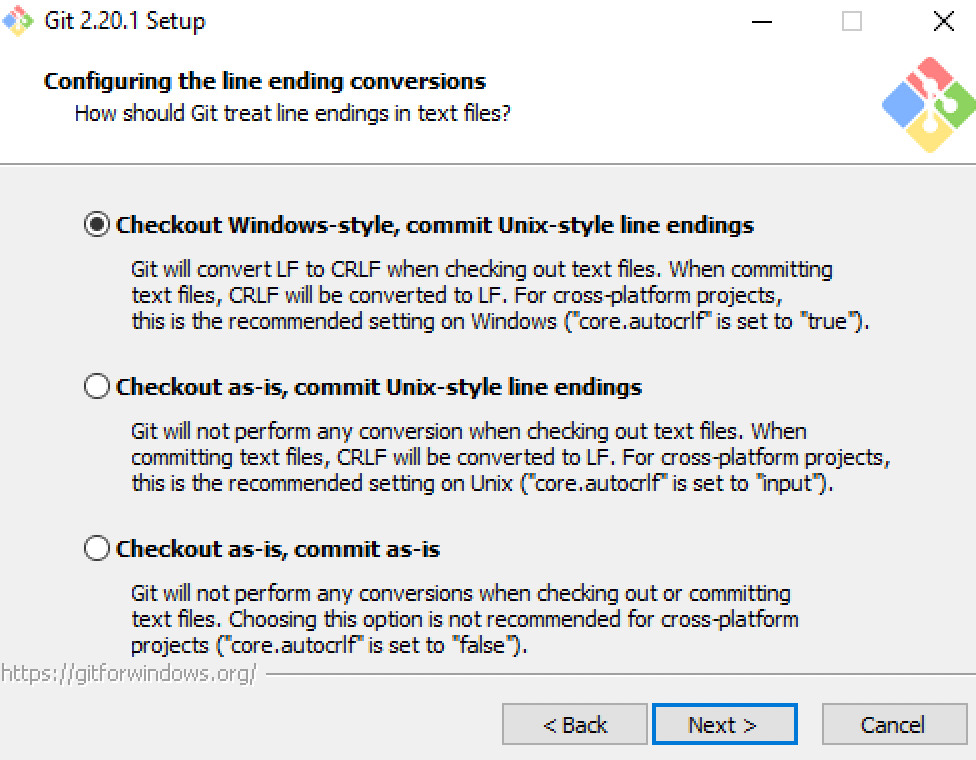 Git 2.20.1 Setup
Configuring the line ending conversions
How should Git treat line endings in text files?
Checkout Windows-style, commit Unix-style line endings
Git will convert LF to CRLF when checking out text files. When committing
text files, CRLF will be converted to LF. For cross-platform projects,
this is the recommended setting on Windows ("core.autocrlf" is set to "true").
Checkout as-is, commit Unix-style line endings
Git will not perform any conversion when checking out text files. When
committing text files, CRLF will be converted to LF. For cross-platform projects,
this is the recommended setting on Unix ("core.autocrlf" is set to "input").
Checkout as-is, commit as-is
Git will not perform any conversions when checking out or committing
text files. Choosing this option is not recommended for cross-platform
projects ("core.autocrlf" is set to "false").
https://gitforwindows.org/
< Back
Next >
Cancel